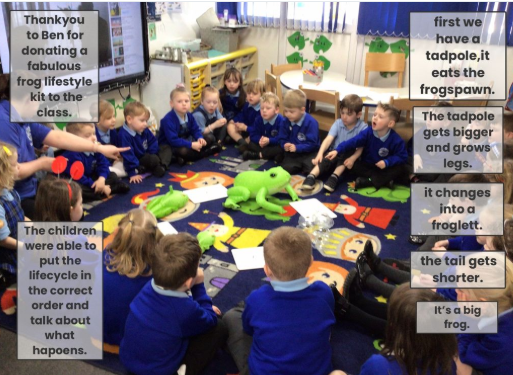 Thankyou
to Ben for
donating a
fabulous
frog lifestyle
kit to the
class.
The children
were able to
put the
lifecycle in
the correct
order and
talk about
what
hapoens.
first we
have a
tadpole,it
eats the
frogspawn.
The tadpole
gets bigger
and grows
legs.
it changes
into a
froglett.
the tail gets
shorter.
It's a big
frog.